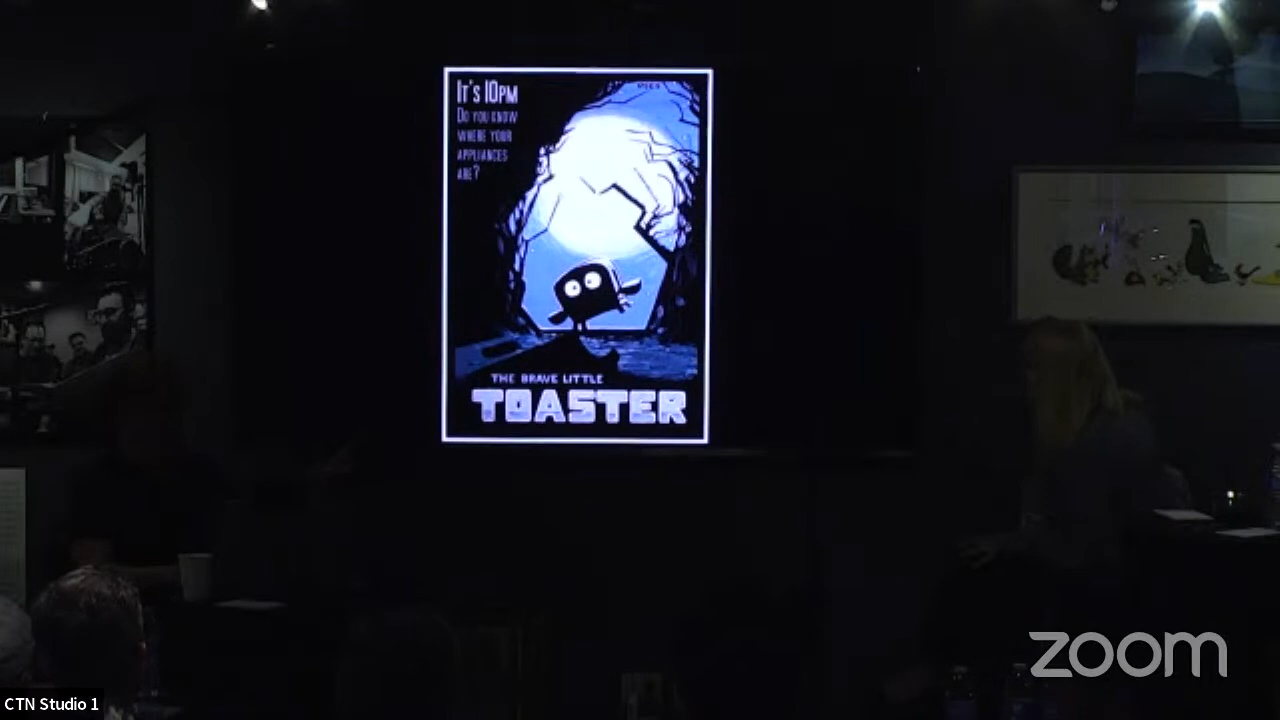 It's 10pm
Do you know
where your
appliances
are?
THE BRAVE LITTLE
TOASTER
zoom
CTN Studio 1